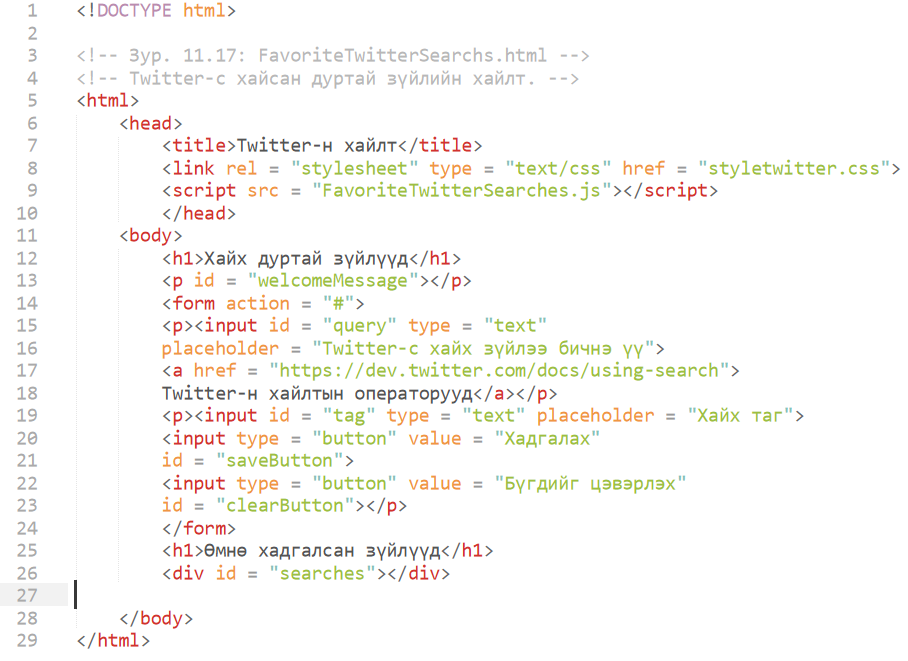 1 <!DOCTYPE html>
2
3 <!-- Зур. 11.17: FavoriteTwitterSearchs.html -->
4 <!-- Twitter-с хайсан дуртай зүйлийн хайлт. -->
5 <html>
6 <head>
7 <title>Twitter-н хайлт</title>
8 <link rel = "stylesheet" type = "text/css" href = "styletwitter.css">
9 <script src = "FavoriteTwitterSearches.js"></script>
10 </head>
11 <body>
12 <h1>Хайх дуртай зүйлүүд</h1>
13 <p id = "welcomeMessage"></p>
14 <form action = "#">
15 <p><input id = "query" type = "text"
16 placeholder = "Twitter-с хайх зүйлээ бичнэ үү">
17 <a href = "https://dev.twitter.com/docs/using-search">
18 Twitter-н хайлтын операторууд</a></p>
19 <p><input id = "tag" type = "text" placeholder = "Хайх таг">
20 <input type = "button" value = "Хадгалах"
21 id = "saveButton">
22 <input type = "button" value = "Бүгдийг цэвэрлэх"
23 id = "clearButton"></p>
24 </form>
25 <h1>Өмнө хадгалсан зүйлүүд</h1>
26 <div id = "searches"></div>
27
28 </body>
29 </html>